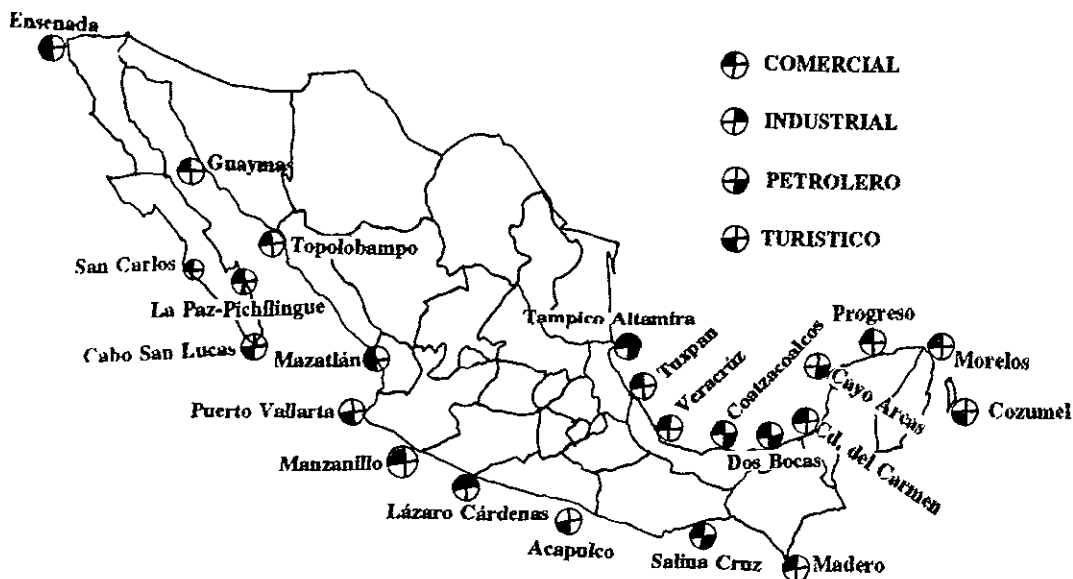 Ensenada
COMERCIAL
INDUSTRIAL
PETROLERO
TURISTICO
Guaymas
Topolobampo
San Carlos
La Paz-Pichilingue
Cabo San Lucas
Mazatlán
Puerto Vallarta
Manzanillo
Lázaro Cárdenas
Acapulco
Salina Cruz
Madero
Tampico Altamira
Tuxpan
Veracrúz
Coatzacoalcos
Dos Bocas
Cd. del Carmen
Cayo Arcas
Progreso
Morelos
Cozumel